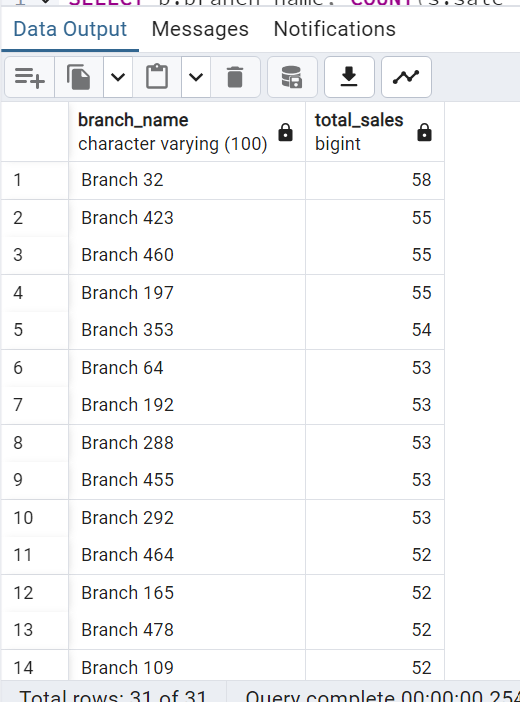 SELECT b.branch_name, COUNT(s.sale
Data Output Messages Notifications
branch_name total_sales
character varying (100) bigint
1 Branch 32 58
2 Branch 423 55
3 Branch 460 55
4 Branch 197 55
5 Branch 353 54
6 Branch 64 53
7 Branch 192 53
8 Branch 288 53
9 Branch 455 53
10 Branch 292 53
11 Branch 464 52
12 Branch 165 52
13 Branch 478 52
14 Branch 109 52
Total rows: 31 of 31 Query complete 00:00:00.254